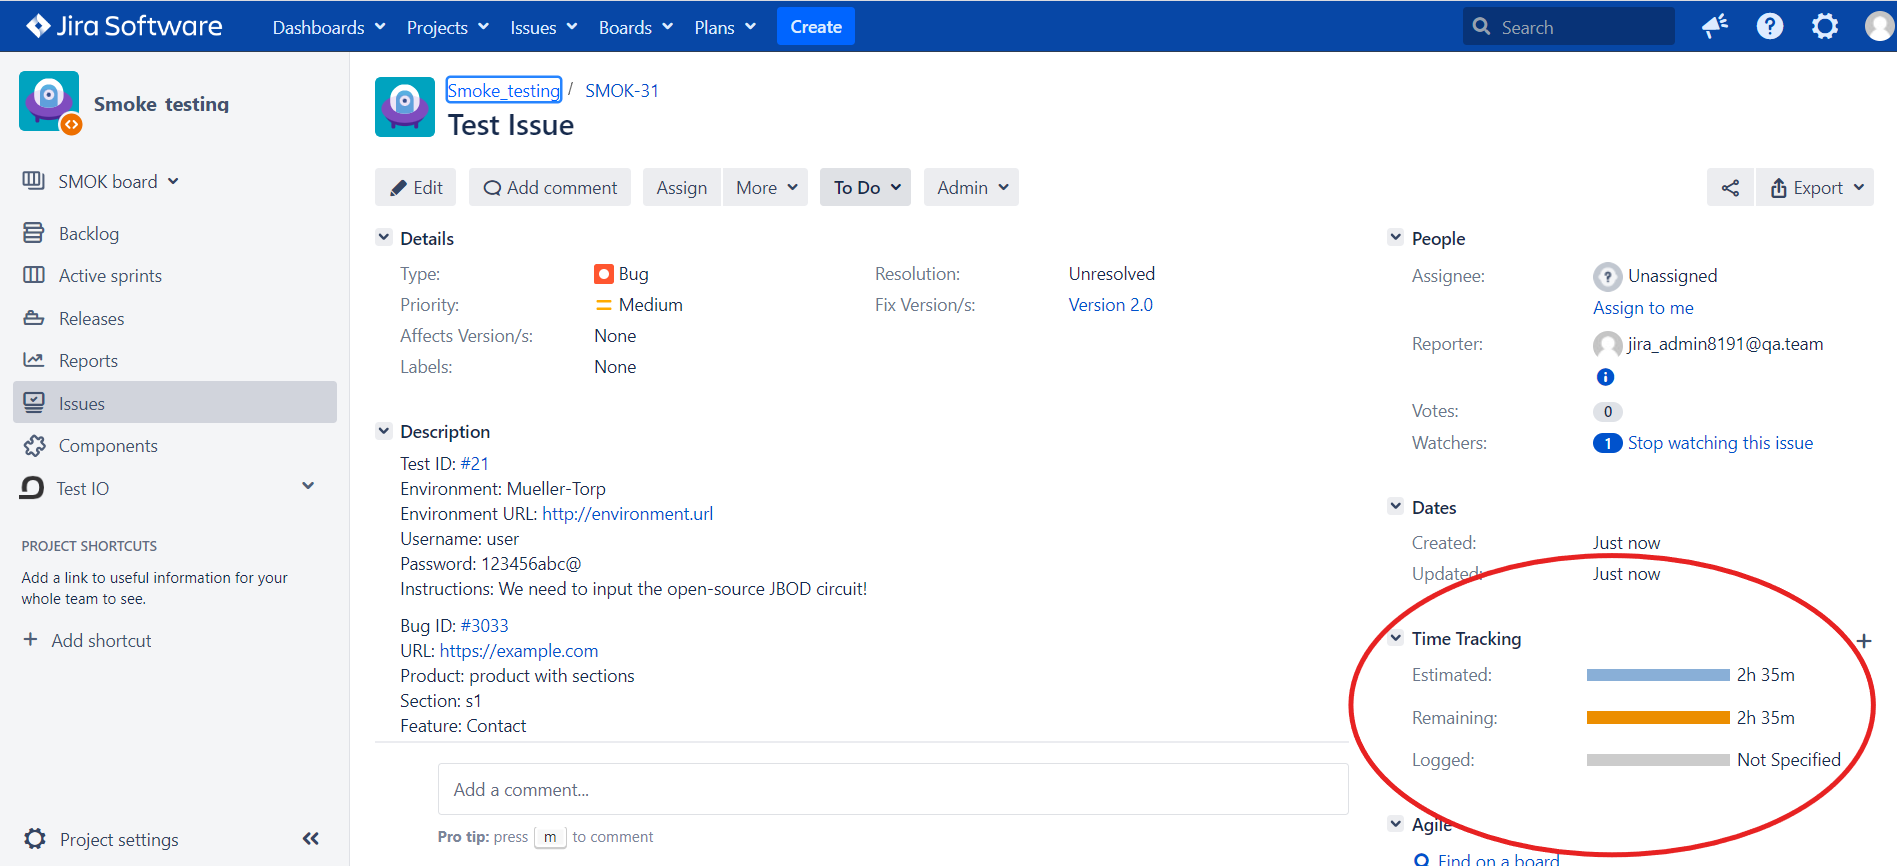 Jira Software Dashboards Projects Issues Boards Plans Create Search
Smoke testing
SMOK board
Backlog
Active sprints
Releases
Reports
Issues
Components
Test IO
PROJECT SHORTCUTS
Add a link to useful information for your
whole team to see.
+ Add shortcut
Project settings
Smoke_testing / SMOK-31
Test Issue
Edit Add comment Assign More To Do Admin Export
Details
Type: Bug Resolution: Unresolved
Priority: Medium Fix Version/s: Version 2.0
Affects Version/s: None
Labels: None
Description
Test ID: #21
Environment: Mueller-Torp
Environment URL: http://environment.url
Username: user
Password: 123456abc@
Instructions: We need to input the open-source JBOD circuit!
Bug ID: #3033
URL: https://example.com
Product: product with sections
Section: s1
Feature: Contact
Add a comment...
Pro tip: press m to comment
People
Assignee: Unassigned
Assign to me
Reporter: jira_admin8191@qa.team
Votes: 0
Watchers: 1 Stop watching this issue
Dates
Created: Just now
Updated: Just now
Time Tracking +
Estimated: 2h 35m
Remaining: 2h 35m
Logged: Not Specified
Agile
Find on a board